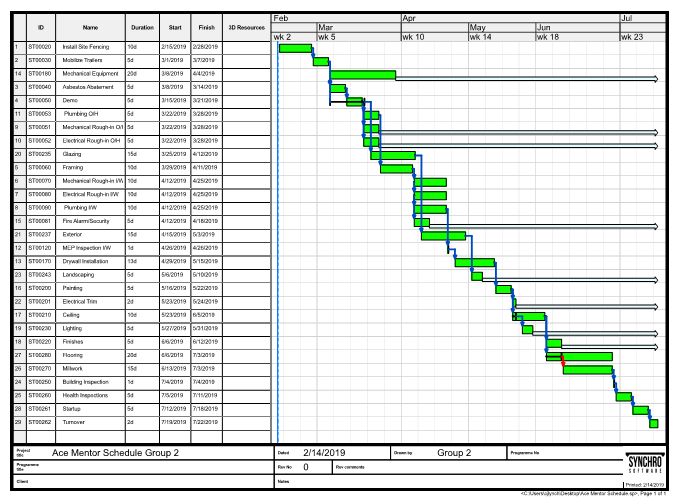 ID Name Duration Start Finish 3D Resources Feb Apr Jul
Mar May Jun
wk 2 wk 5 wk 10 wk 14 wk 18 wk 23
1 ST00020 Install Site Fencing 10d 2/15/2019 2/28/2019
2 ST00030 Mobilize Trailers 5d 3/1/2019 3/7/2019
14 ST00180 Mechanical Equipment 20d 3/8/2019 4/4/2019
3 ST00040 Asbestos Abatement 5d 3/8/2019 3/14/2019
4 ST00050 Demo 5d 3/15/2019 3/21/2019
11 ST00053 Plumbing O/H 5d 3/22/2019 3/28/2019
9 ST00051 Mechanical Rough-in O/H 5d 3/22/2019 3/28/2019
10 ST00052 Electrical Rough-in O/H 5d 3/22/2019 3/28/2019
20 ST00235 Glazing 15d 3/25/2019 4/12/2019
5 ST00060 Framing 10d 3/29/2019 4/11/2019
6 ST00070 Mechanical Rough-in I/W 10d 4/12/2019 4/25/2019
7 ST00080 Electrical Rough-in I/W 10d 4/12/2019 4/25/2019
8 ST00090 Plumbing I/W 10d 4/12/2019 4/25/2019
15 ST00081 Fire Alarm/Security 5d 4/12/2019 4/18/2019
21 ST00237 Exterior 15d 4/15/2019 5/3/2019
12 ST00120 MEP Inspection I/W 1d 4/26/2019 4/26/2019
13 ST00170 Drywall Installation 13d 4/29/2019 5/15/2019
23 ST00243 Landscaping 5d 5/6/2019 5/10/2019
16 ST00200 Painting 5d 5/16/2019 5/22/2019
22 ST00201 Electrical Trim 2d 5/23/2019 5/24/2019
17 ST00210 Ceiling 10d 5/23/2019 6/5/2019
19 ST00230 Lighting 5d 5/27/2019 5/31/2019
18 ST00220 Finishes 5d 6/6/2019 6/12/2019
27 ST00280 Flooring 20d 6/6/2019 7/3/2019
26 ST00270 Millwork 15d 6/13/2019 7/3/2019
24 ST00250 Building Inspection 1d 7/4/2019 7/4/2019
25 ST00260 Health Inspections 5d 7/5/2019 7/11/2019
28 ST00261 Startup 5d 7/12/2019 7/18/2019
29 ST00262 Turnover 2d 7/19/2019 7/22/2019
Project title Ace Mentor Schedule Group 2 Dated 2/14/2019 Drawn by Group 2 Programme No
Programme title Rev No 0 Rev comments
SYNCHRO
SOFTWARE
Client Notes Printed: 2/14/2019
<C:\Users\cjlynch\Desktop\Ace Mentor Schedule.sp>, Page 1 of 1